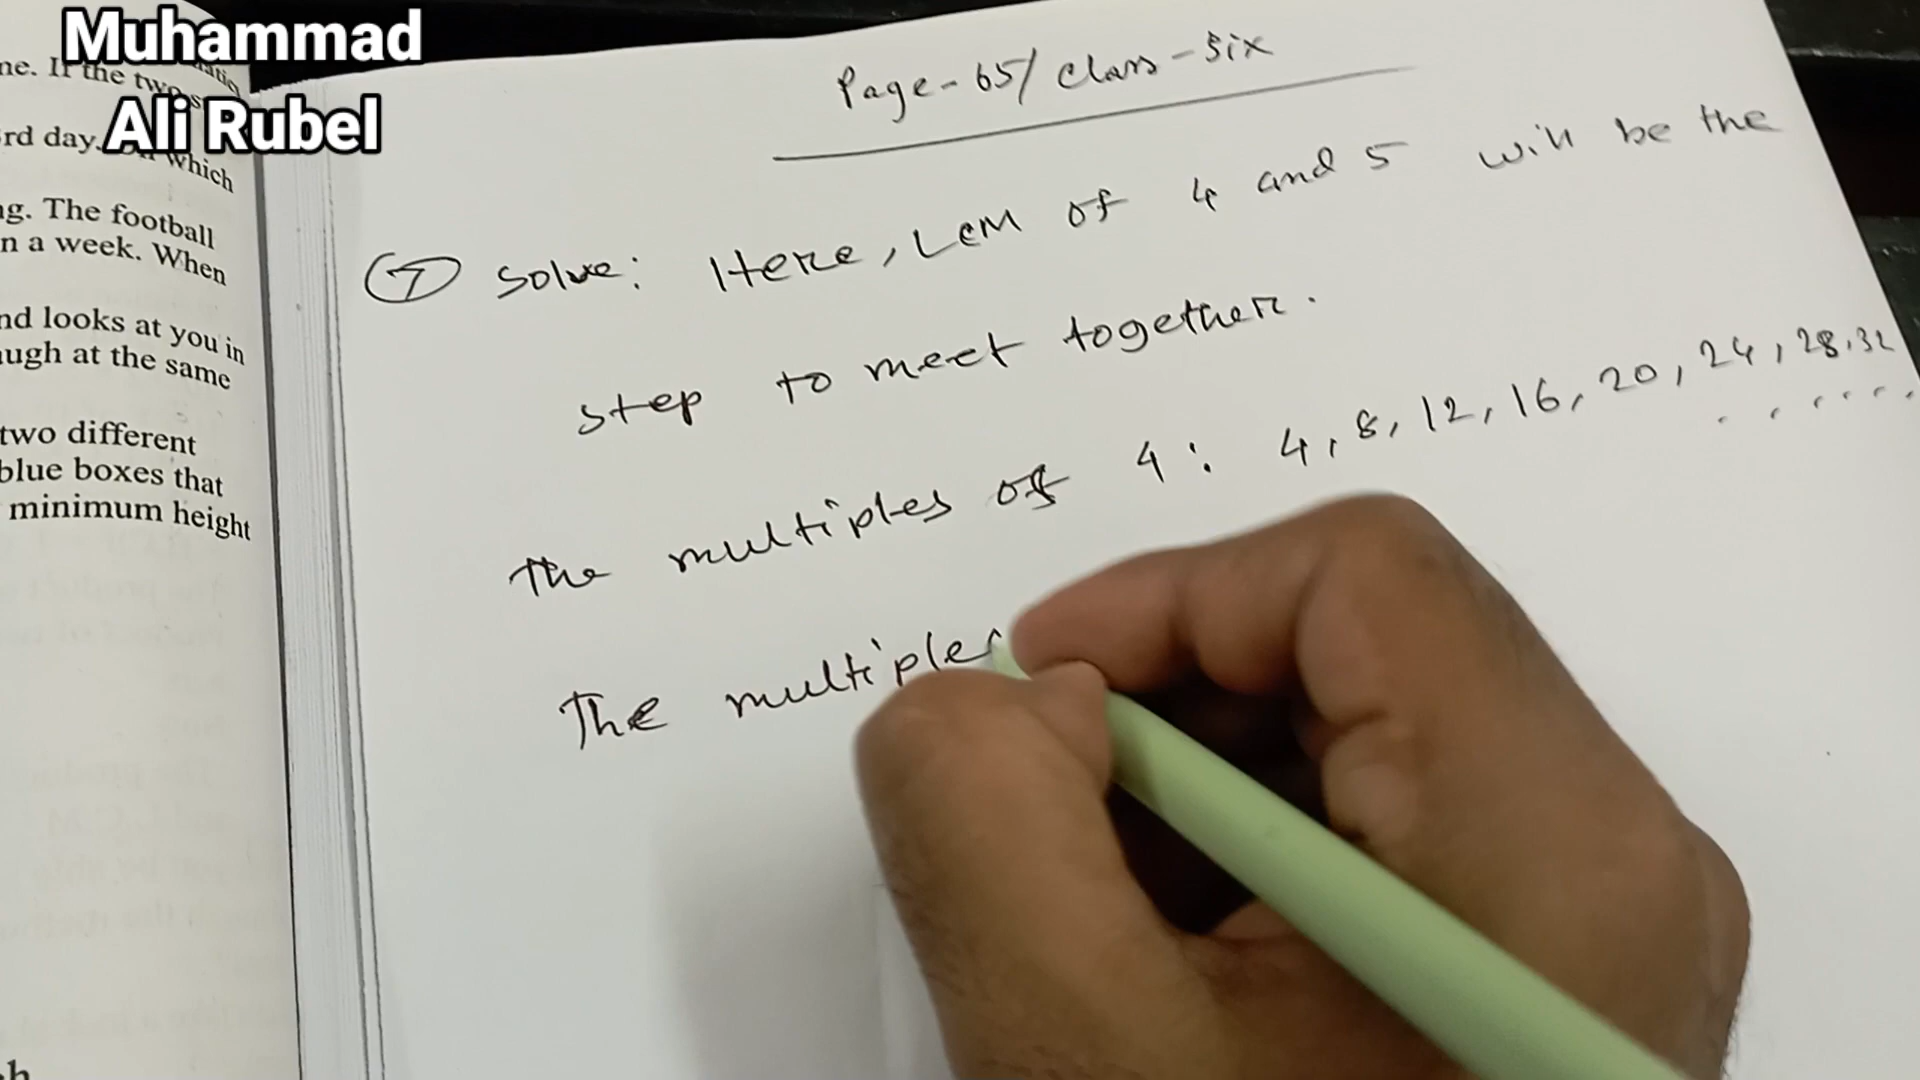 Muhammad
Ali Rubel
ne. If the two
rd day. which
g. The football
n a week. When
nd looks at you in
augh at the same
two different
blue boxes that
minimum height
Page-65/ Class-Six
7 Solve: Here, LCM of 4 and 5 will be the
step to meet together.
The multiples of 4: 4, 8, 12, 16, 20, 24, 28, 32
.......
The multiples